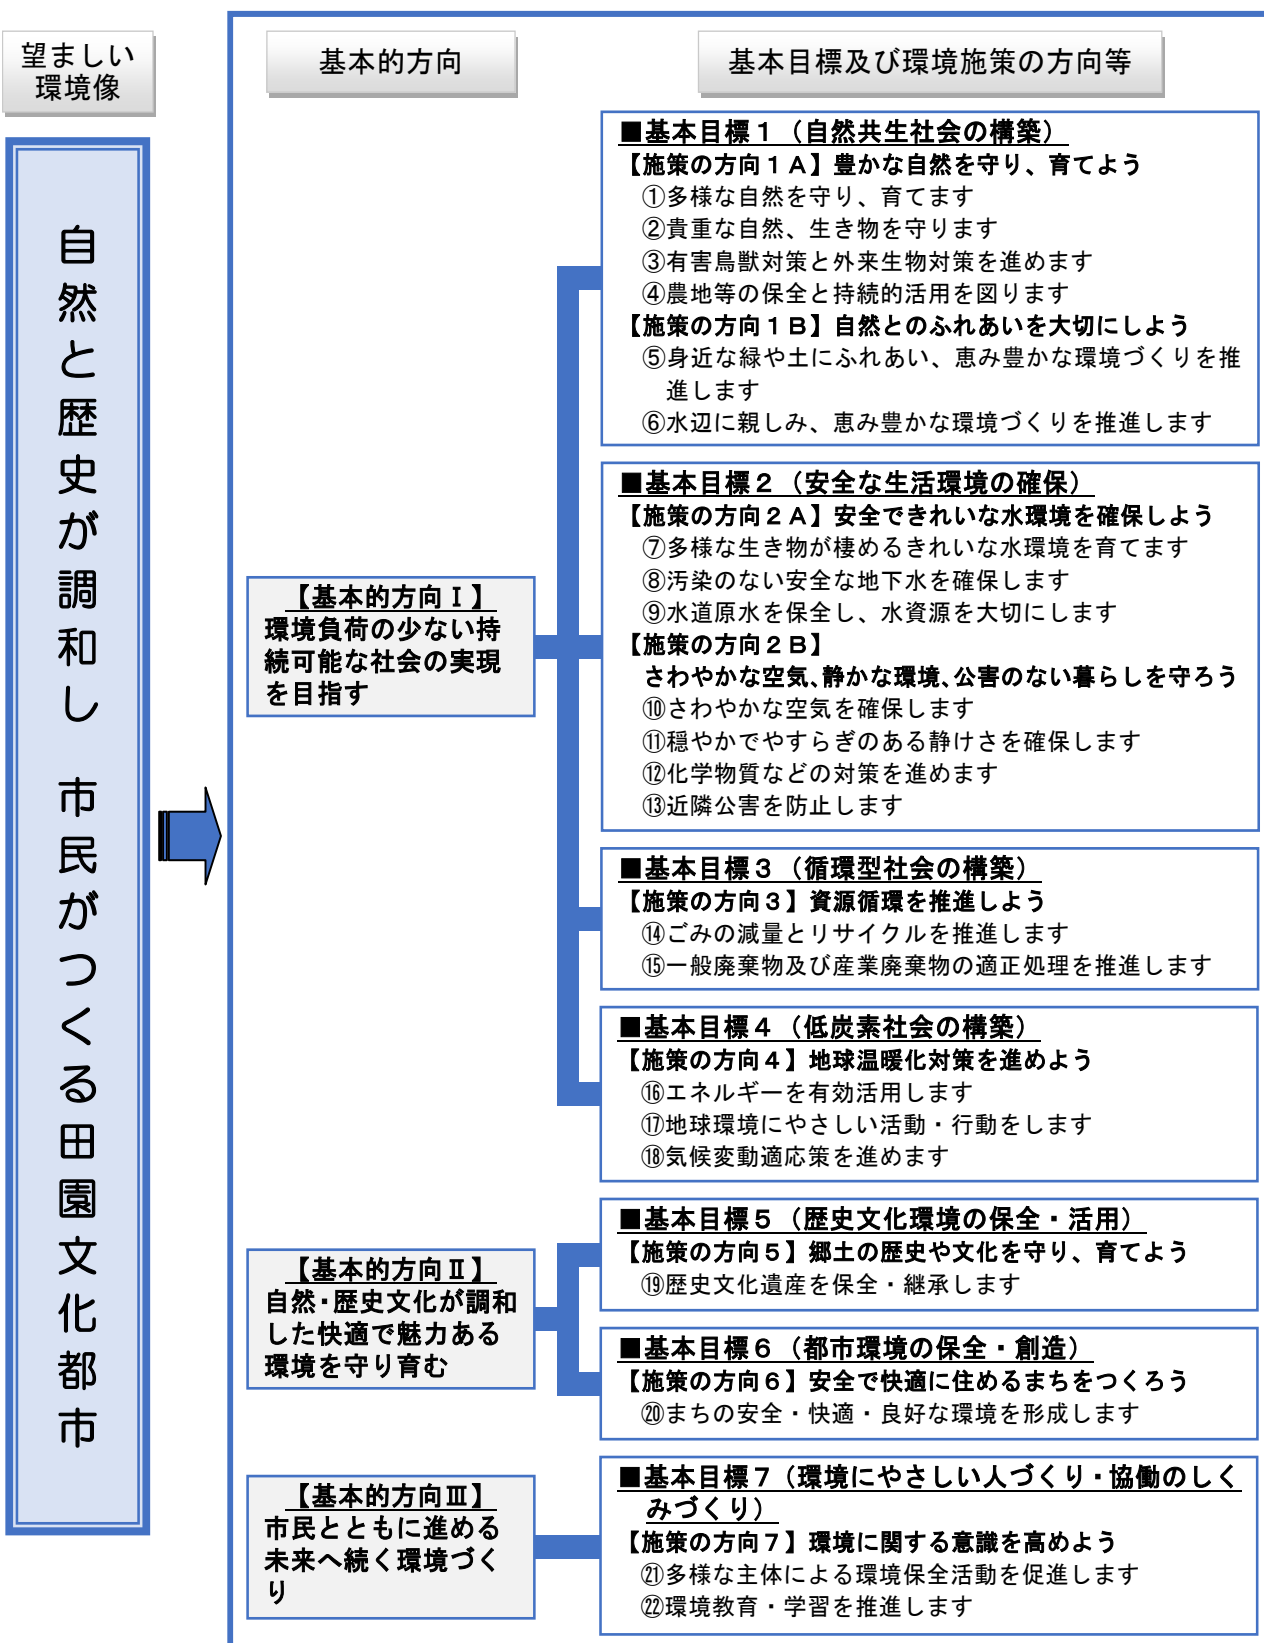 望ましい
環境像
自然と歴史が調和し 市民がつくる田園文化都市
基本的方向
基本目標及び環境施策の方向等
■基本目標１（自然共生社会の構築）
【施策の方向１Ａ】豊かな自然を守り、育てよう
①多様な自然を守り、育てます
②貴重な自然、生き物を守ります
③有害鳥獣対策と外来生物対策を進めます
④農地等の保全と持続的活用を図ります
【施策の方向１Ｂ】自然とのふれあいを大切にしよう
⑤身近な緑や土にふれあい、恵み豊かな環境づくりを推
進します
⑥水辺に親しみ、恵み豊かな環境づくりを推進します
【基本的方向Ⅰ】
環境負荷の少ない持
続可能な社会の実現
を目指す
■基本目標２（安全な生活環境の確保）
【施策の方向２Ａ】安全できれいな水環境を確保しよう
⑦多様な生き物が棲めるきれいな水環境を育てます
⑧汚染のない安全な地下水を確保します
⑨水道原水を保全し、水資源を大切にします
【施策の方向２Ｂ】
さわやかな空気、静かな環境、公害のない暮らしを守ろう
⑩さわやかな空気を確保します
⑪穏やかでやすらぎのある静けさを確保します
⑫化学物質などの対策を進めます
⑬近隣公害を防止します
■基本目標３（循環型社会の構築）
【施策の方向３】資源循環を推進しよう
⑭ごみの減量とリサイクルを推進します
⑮一般廃棄物及び産業廃棄物の適正処理を推進します
■基本目標４（低炭素社会の構築）
【施策の方向４】地球温暖化対策を進めよう
⑯エネルギーを有効活用します
⑰地球環境にやさしい活動・行動をします
⑱気候変動適応策を進めます
【基本的方向Ⅱ】
自然・歴史文化が調和
した快適で魅力ある
環境を守り育む
■基本目標５（歴史文化環境の保全・活用）
【施策の方向５】郷土の歴史や文化を守り、育てよう
⑲歴史文化遺産を保全・継承します
■基本目標６（都市環境の保全・創造）
【施策の方向６】安全で快適に住めるまちをつくろう
⑳まちの安全・快適・良好な環境を形成します
【基本的方向Ⅲ】
市民とともに進める
未来へ続く環境づく
り
■基本目標７（環境にやさしい人づくり・協働のしく
みづくり）
【施策の方向７】環境に関する意識を高めよう
㉑多様な主体による環境保全活動を促進します
㉒環境教育・学習を推進します